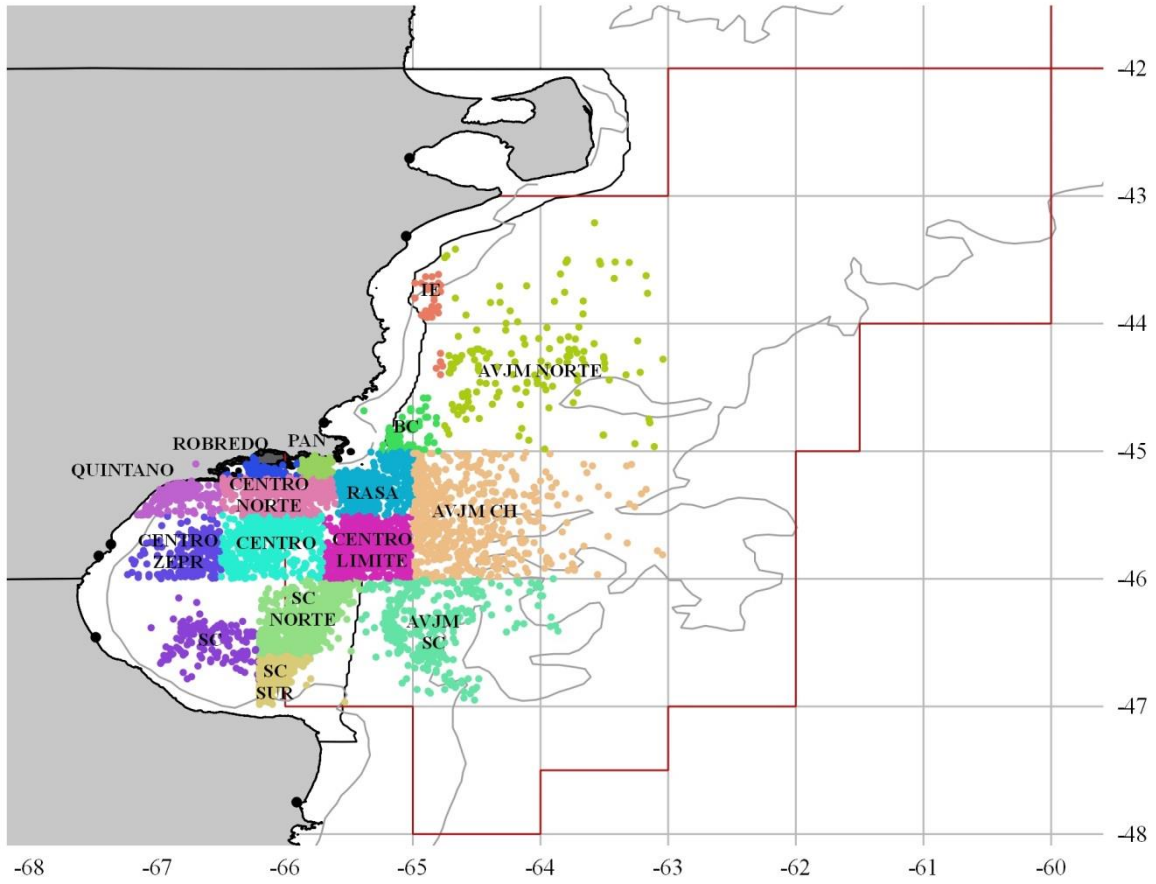 -42
-43
IE
-44
AVJM NORTE
BC
ROBREDO
PAN
-45
QUINTANO
CENTRO
NORTE
RASA
AVJM CH
CENTRO
ZEPR
CENTRO
CENTRO
LIMITE
-46
SC
NORTE
SC
AVJM
SC
SC
SUR
-47
-48
-68 -67 -66 -65 -64 -63 -62 -61 -60